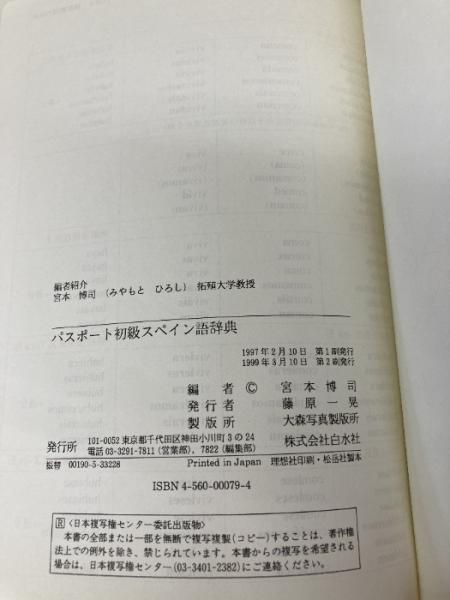 編者紹介
宮本 博司 (みやもと ひろし) 拓殖大学教授
パスポート初級スペイン語辞典
1997年2月10日 第1刷発行
1999年3月10日 第2刷発行
編者 © 宮本博司
発行者 藤原一晃
製版所 大森写真製版所
発行所 101-0052 東京都千代田区神田小川町3の24
電話 03-3291-7811 (営業部), 7822 (編集部)
株式会社白水社
振替 00190-5-33228 Printed in Japan 理想社印刷・松岳社製本
ISBN 4-560-00079-4
Ⓡ〈日本複写権センター委託出版物〉
本書の全部または一部を無断で複写複製(コピー)することは、著作権
法上での例外を除き、禁じられています。本書からの複写を希望される
場合は、日本複写権センター(03-3401-2382)にご連絡ください。